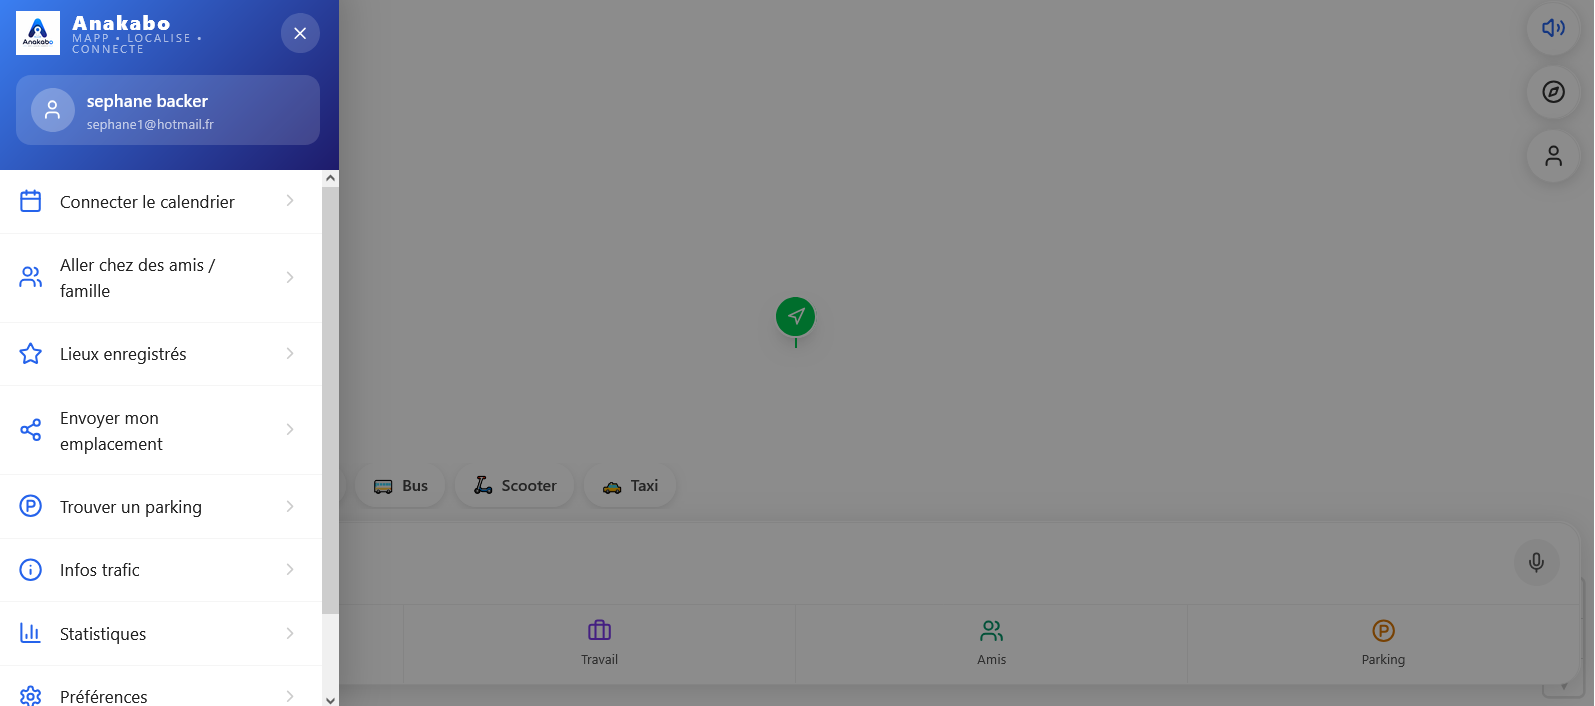 Anakabo
MAPP • LOCALISE •
CONNECTE
Anakabo
sephane backer
sephane1@hotmail.fr
Connecter le calendrier
Aller chez des amis /
famille
Lieux enregistrés
Envoyer mon
emplacement
Trouver un parking
Infos trafic
Statistiques
Préférences
Bus
Scooter
Taxi
Travail
Amis
Parking